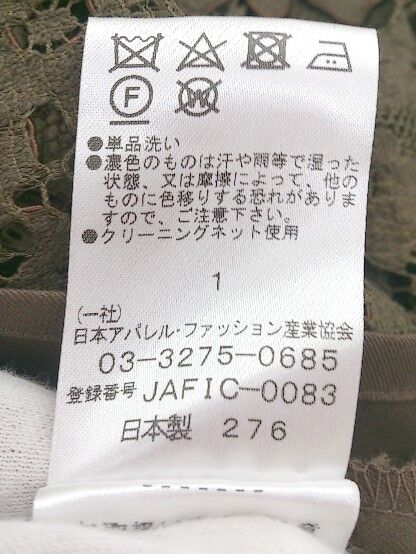 F W
●単品洗い
●濃色のものは汗や雨等で湿った
状態、又は摩擦によって、他の
ものに色移りする恐れがありま
すので、ご注意下さい。
●クリーニングネット使用
1
(一社)
日本アパレル・ファッション産業協会
03-3275-0685
登録番号 JAFIC-0083
日本製 276